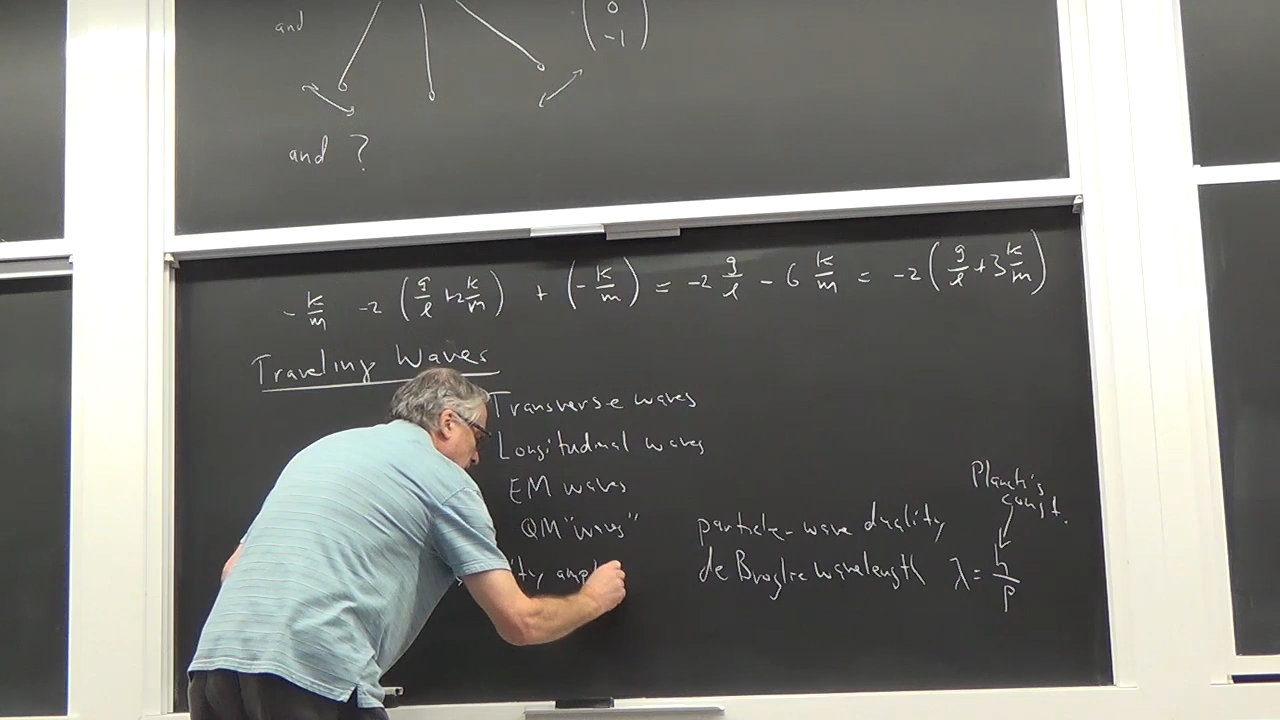 and
0
-1
and ?
- k/m -2 (g/l + 2 k/m) + (- k/m) = -2 g/l - 6 k/m = -2 (g/l + 3 k/m)
Traveling Waves
Transverse waves
Longitudinal waves
EM waves
QM "waves"
particle-wave duality
de Broglie wavelength λ = h/p
Planck's
const.